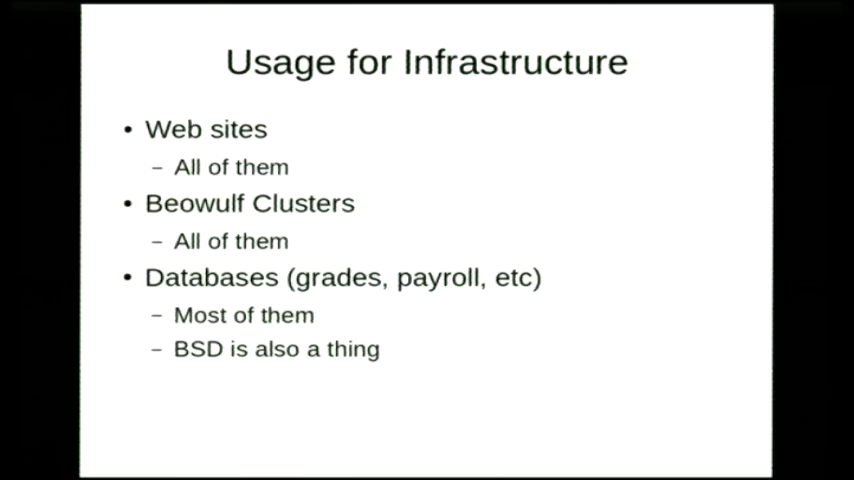 Usage for Infrastructure
• Web sites
– All of them
• Beowulf Clusters
– All of them
• Databases (grades, payroll, etc)
– Most of them
– BSD is also a thing